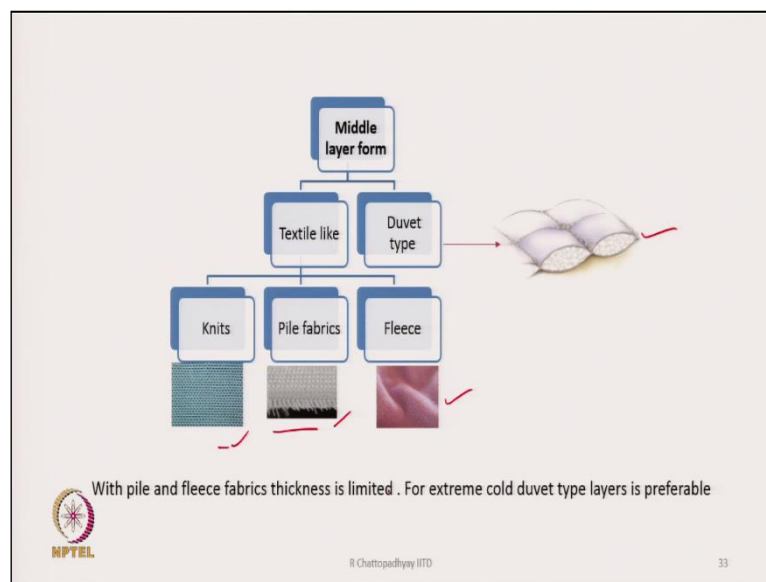 Middle
layer form
Textile like
Duvet
type
Knits
Pile fabrics
Fleece
With pile and fleece fabrics thickness is limited . For extreme cold duvet type layers is preferable
NPTEL
R Chattopadhyay IITD
33